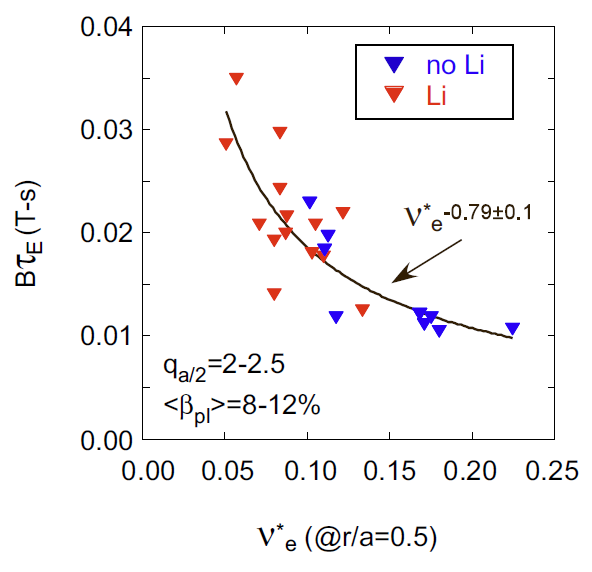 0.04
0.03
0.02
0.01
0.00
BτE (T-s)
no Li
Li
ν*e-0.79±0.1
qa/2=2-2.5
<βpl>=8-12%
0.00 0.05 0.10 0.15 0.20 0.25
ν*e (@r/a=0.5)